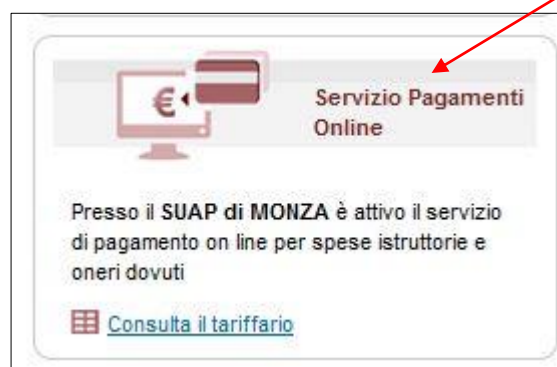 €
Servizio Pagamenti
Online
Presso il SUAP di MONZA è attivo il servizio
di pagamento on line per spese istruttorie e
oneri dovuti
Consulta il tariffario